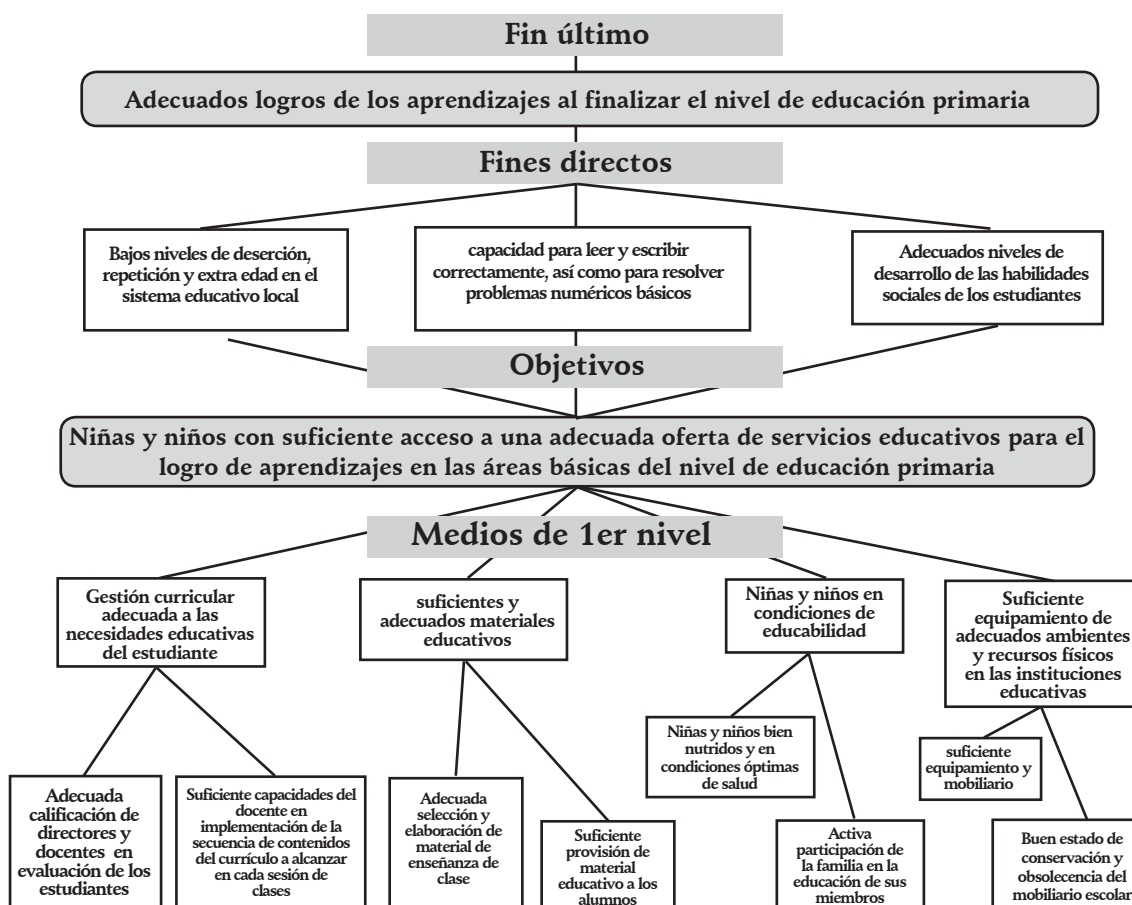 Fin último
Adecuados logros de los aprendizajes al finalizar el nivel de educación primaria
Fines directos
Bajos niveles de deserción,
repetición y extra edad en el
sistema educativo local
capacidad para leer y escribir
correctamente, así como para resolver
problemas numéricos básicos
Adecuados niveles de
desarrollo de las habilidades
sociales de los estudiantes
Objetivos
Niñas y niños con suficiente acceso a una adecuada oferta de servicios educativos para el
logro de aprendizajes en las áreas básicas del nivel de educación primaria
Medios de 1er nivel
Gestión curricular
adecuada a las
necesidades educativas
del estudiante
suficientes y
adecuados materiales
educativos
Niñas y niños en
condiciones de
educabilidad
Suficiente
equipamiento de
adecuados ambientes
y recursos físicos
en las instituciones
educativas
Adecuada
calificación de
directores y
docentes en
evaluación de los
estudiantes
Suficiente capacidades del
docente en
implementación de la
secuencia de contenidos
del currículo a alcanzar
en cada sesión de
clases
Adecuada
selección y
elaboración de
material de
enseñanza de
clase
Suficiente
provisión de
material
educativo a los
alumnos
Niñas y niños bien
nutridos y en
condiciones óptimas
de salud
Activa
participación de
la familia en la
educación de sus
miembros
suficiente
equipamiento y
mobiliario
Buen estado de
conservación y
obsolecencia del
mobiliario escolar